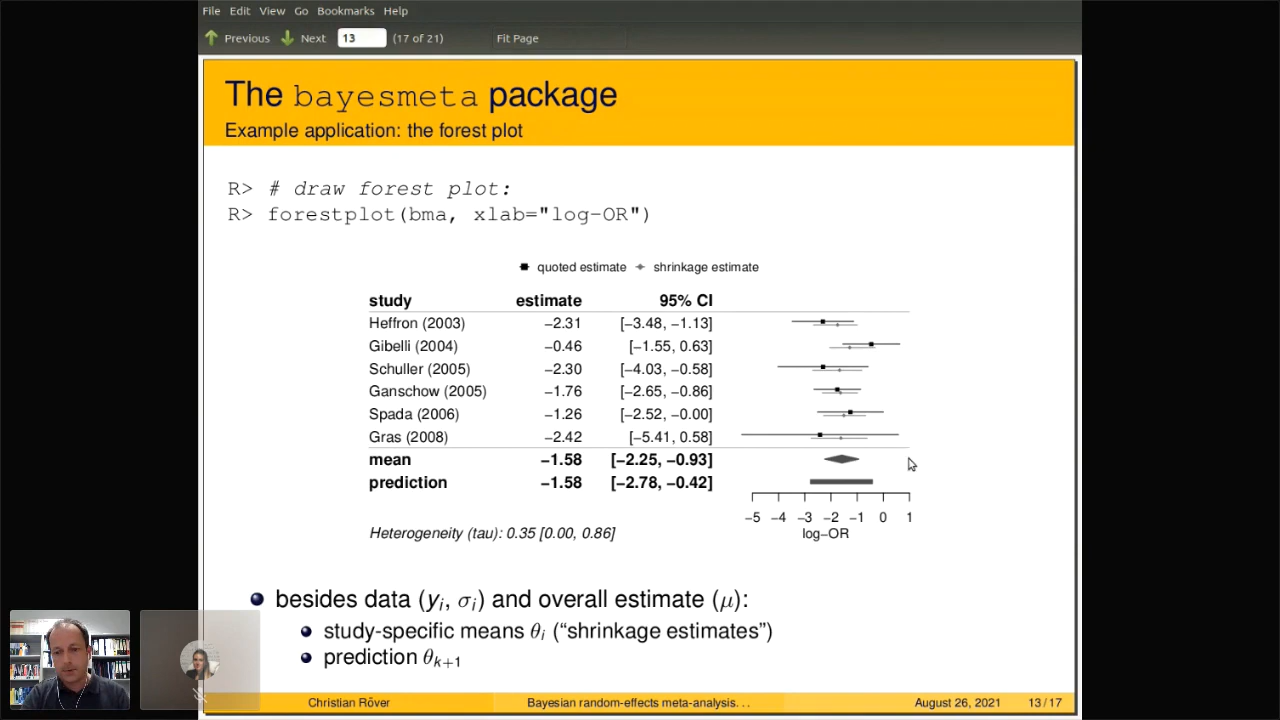 File Edit View Go Bookmarks Help
Previous Next 13 (17 of 21) Fit Page
The bayesmeta package
Example application: the forest plot
R> # draw forest plot:
R> forestplot(bma, xlab="log-OR")
quoted estimate shrinkage estimate
study estimate 95% CI
Heffron (2003) −2.31 [−3.48, −1.13]
Gibelli (2004) −0.46 [−1.55, 0.63]
Schuller (2005) −2.30 [−4.03, −0.58]
Ganschow (2005) −1.76 [−2.65, −0.86]
Spada (2006) −1.26 [−2.52, −0.00]
Gras (2008) −2.42 [−5.41, 0.58]
mean −1.58 [−2.25, −0.93]
prediction −1.58 [−2.78, −0.42]
−5 −4 −3 −2 −1 0 1
log−OR
Heterogeneity (tau): 0.35 [0.00, 0.86]
besides data (yᵢ, σᵢ) and overall estimate (μ):
study-specific means θᵢ (“shrinkage estimates”)
prediction θₖ₊₁
Christian Röver Bayesian random-effects meta-analysis. . . August 26, 2021 13 / 17